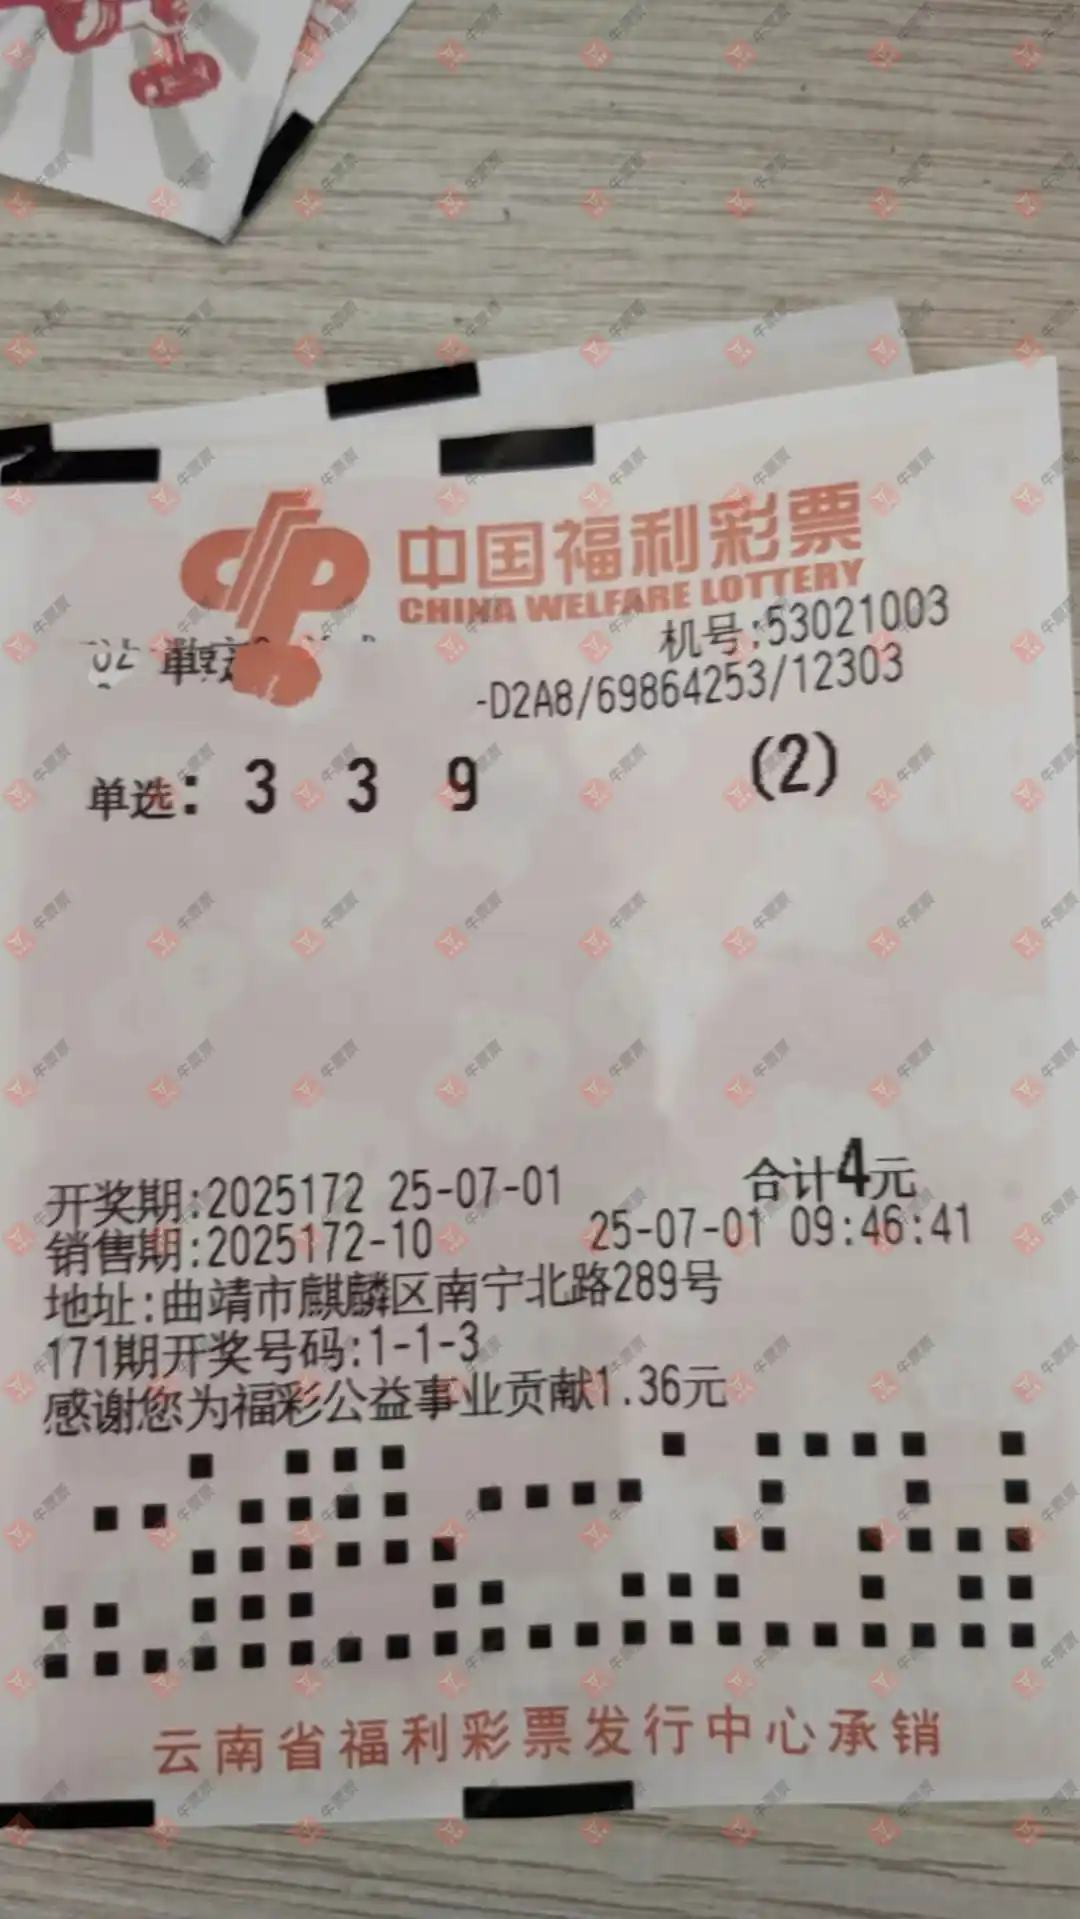 中国福利彩票
CHINA WELFARE LOTTERY
机号:53021003
-D2A8/69864253/12303
单选: 3 3 9 (2)
开奖期:2025172 25-07-01 合计4元
销售期:2025172-10 25-07-01 09:46:41
地址:曲靖市麒麟区南宁北路289号
171期开奖号码:1-1-3
感谢您为福彩公益事业贡献1.36元
云南省福利彩票发行中心承销